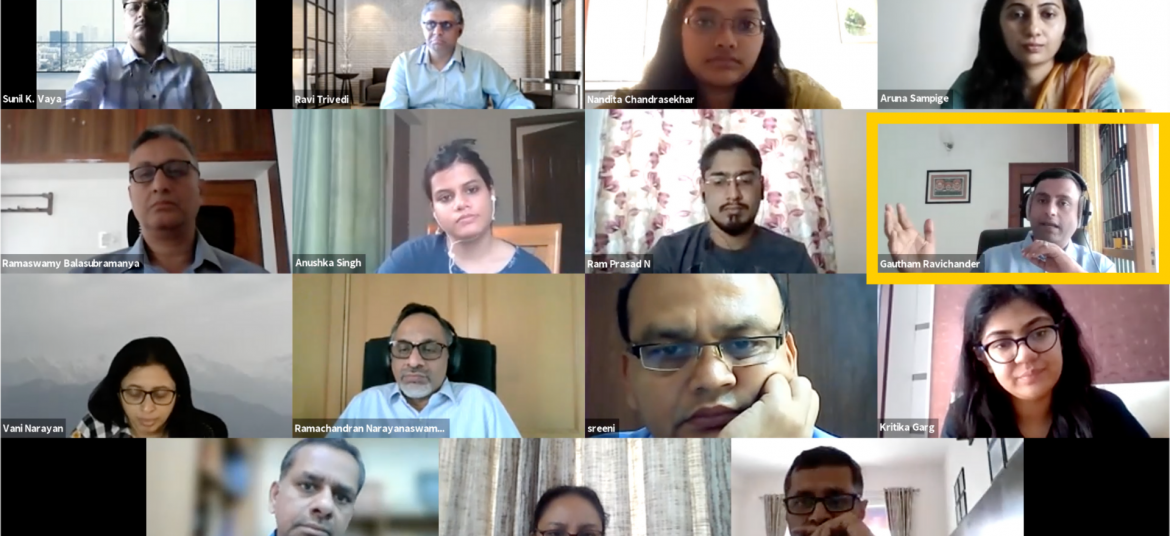 Sunil K. Vaya
Ravi Trivedi
Nandita Chandrasekhar
Aruna Sampige
Ramaswamy Balasubramanya
Anushka Singh
Ram Prasad N
Gautham Ravichander
Vani Narayan
Ramachandran Narayanaswam...
sreeni
Kritika Garg